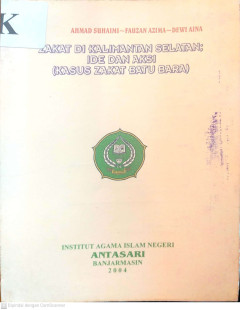 K
AHMAD SUHAIMI - FAUZAN AZIMA - DEWI AINA
ZAKAT DI KALIMANTAN SELATAN;
IDE DAN AKSI
(KASUS ZAKAT BATU BARA)
INSTITUT AGAMA ISLAM NEGERI
ANTASARI
BANJARMASIN
2004